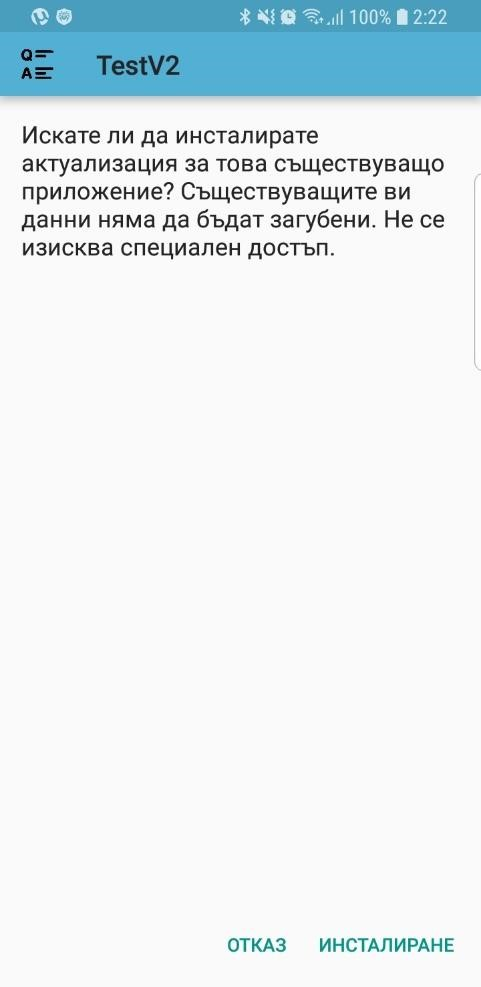 100% 2:22
Q
A
TestV2
Искате ли да инсталирате
актуализация за това съществуващо
приложение? Съществуващите ви
данни няма да бъдат загубени. Не се
изисква специален достъп.
ОТКАЗ ИНСТАЛИРАНЕ